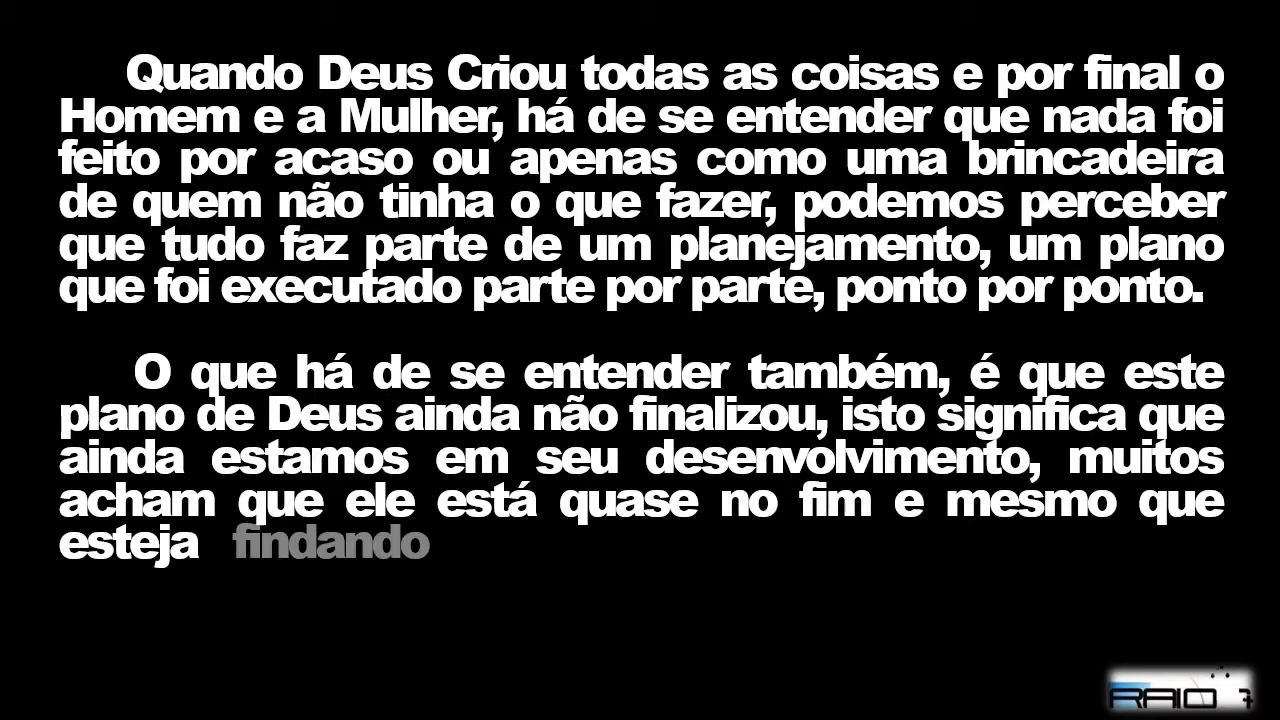 Quando Deus Criou todas as coisas e por final o
Homem e a Mulher, há de se entender que nada foi
feito por acaso ou apenas como uma brincadeira
de quem não tinha o que fazer, podemos perceber
que tudo faz parte de um planejamento, um plano
que foi executado parte por parte, ponto por ponto.
O que há de se entender também, é que este
plano de Deus ainda não finalizou, isto significa que
ainda estamos em seu desenvolvimento, muitos
acham que ele está quase no fim e mesmo que
esteja findando
RAIO 7